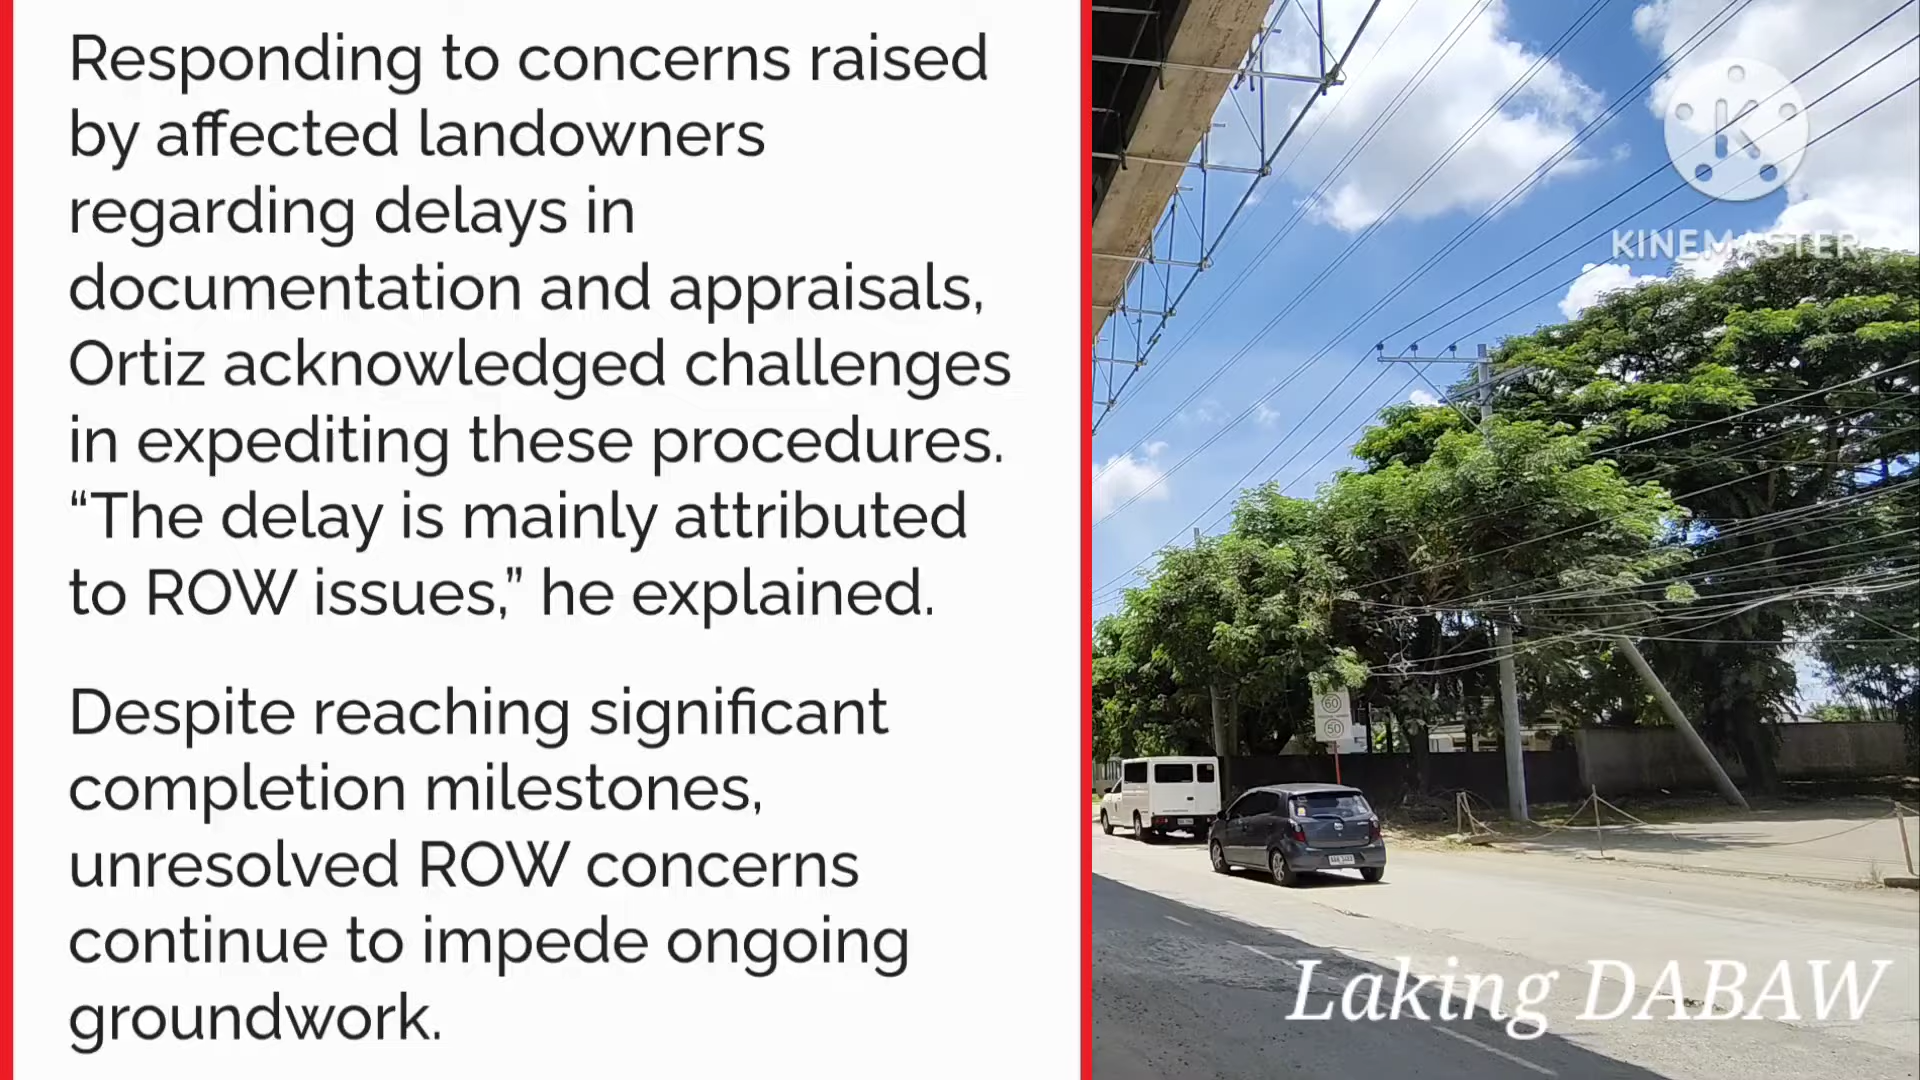 Responding to concerns raised
by affected landowners
regarding delays in
documentation and appraisals,
Ortiz acknowledged challenges
in expediting these procedures.
“The delay is mainly attributed
to ROW issues,” he explained.
Despite reaching significant
completion milestones,
unresolved ROW concerns
continue to impede ongoing
groundwork.
K
KINEMASTER
60
50
Laking DABAW